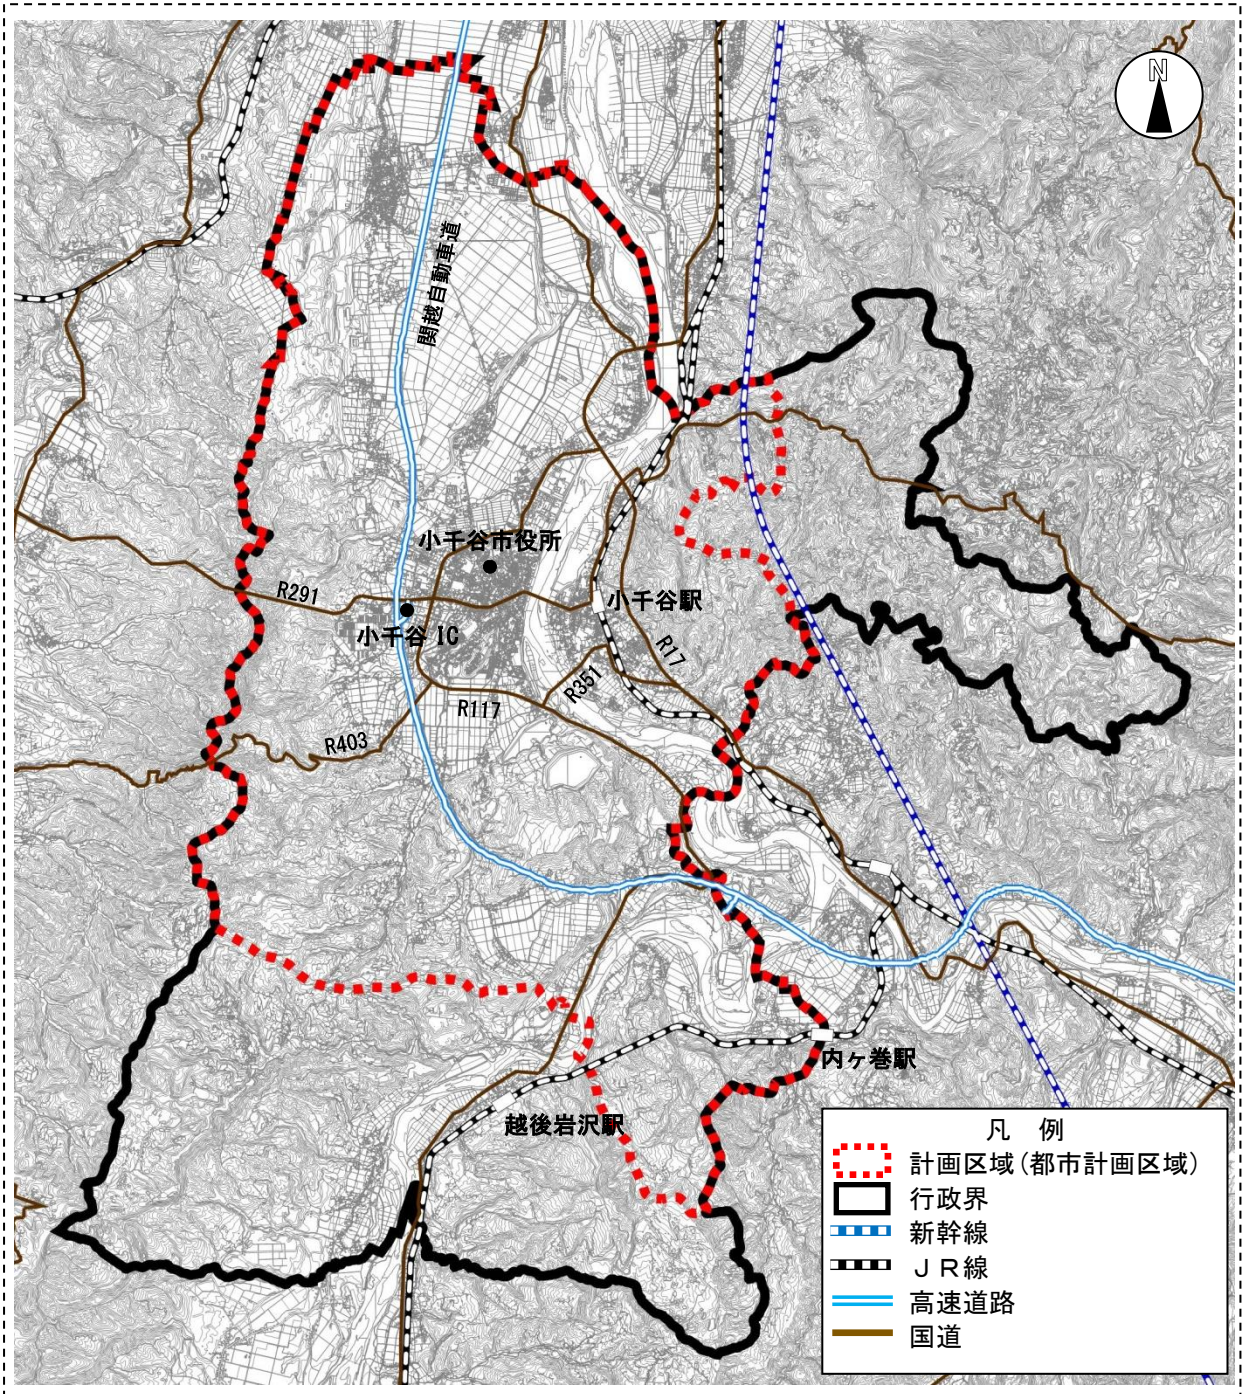 N
関越自動車道
小千谷市役所
R291
小千谷駅
小千谷 IC
R17
R351
R117
R403
内ヶ巻駅
越後岩沢駅
凡　例
計画区域(都市計画区域)
行政界
新幹線
ＪＲ線
高速道路
国道